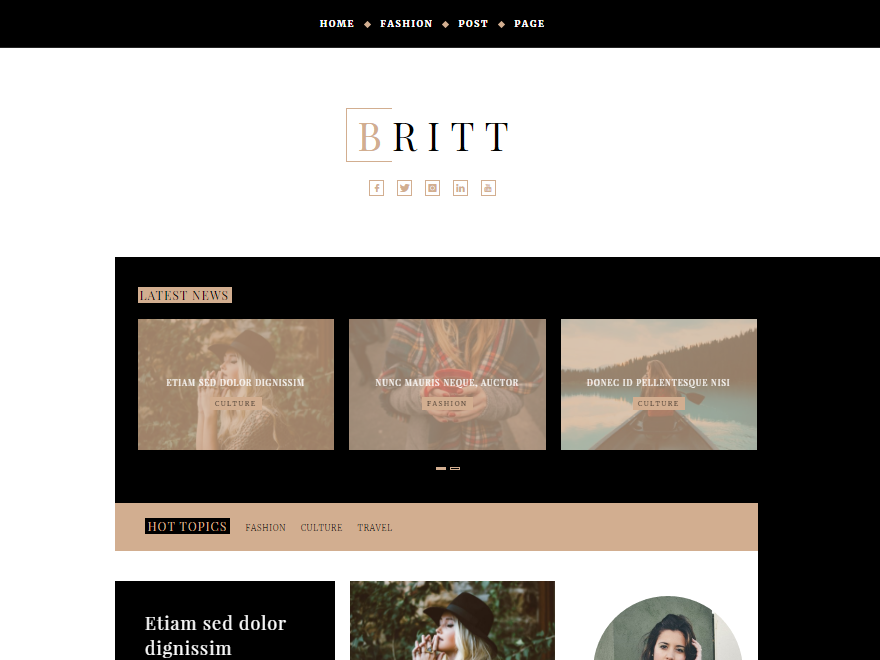 HOME ◆ FASHION ◆ POST ◆ PAGE
BRITT
LATEST NEWS
ETIAM SED DOLOR DIGNISSIM
CULTURE
NUNC MAURIS NEQUE, AUCTOR
FASHION
DONEC ID PELLENTESQUE NISI
CULTURE
HOT TOPICS FASHION CULTURE TRAVEL
Etiam sed dolor
dignissim